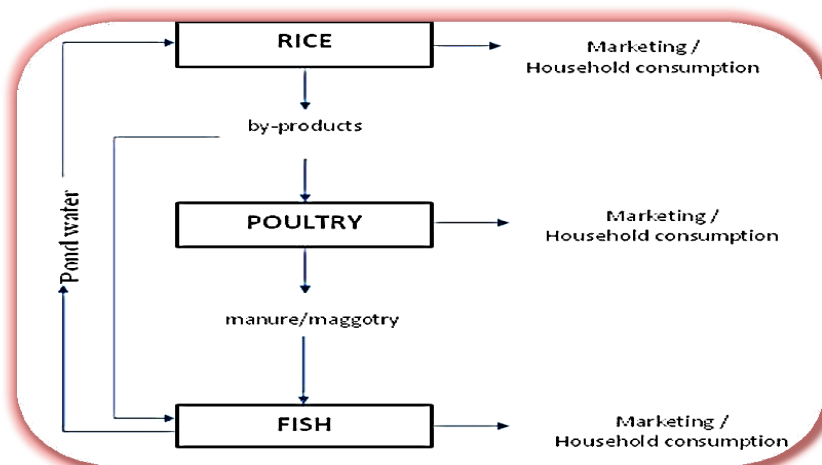 RICE
Marketing /
Household consumption
by-products
Pond water
POULTRY
Marketing /
Household consumption
manure/maggotry
FISH
Marketing /
Household consumption